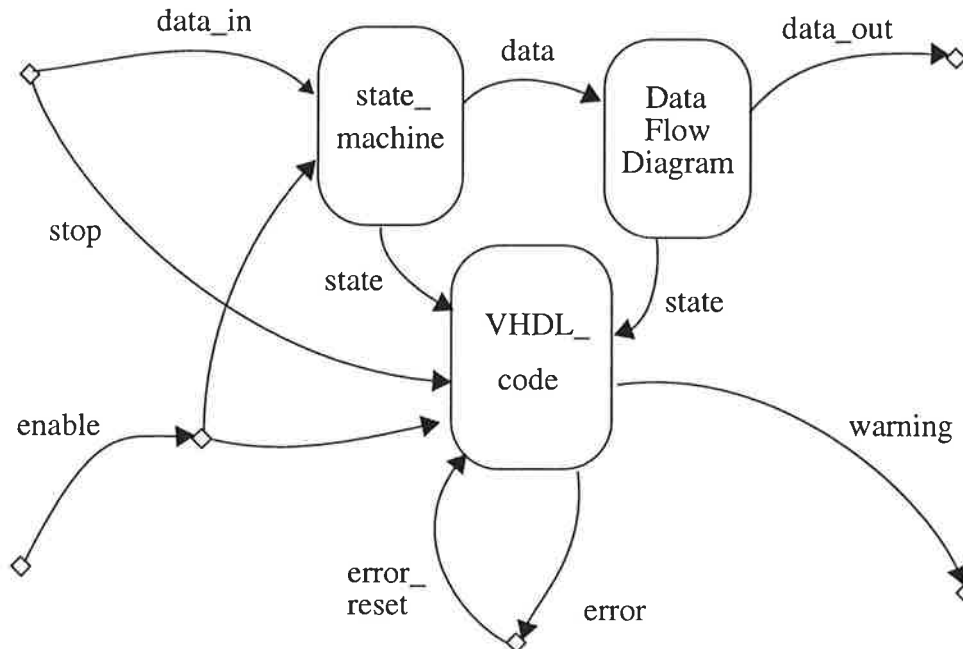 data_in
data
data_out
state_
machine
Data
Flow
Diagram
stop
state
state
VHDL_
code
enable
warning
error_
reset
error